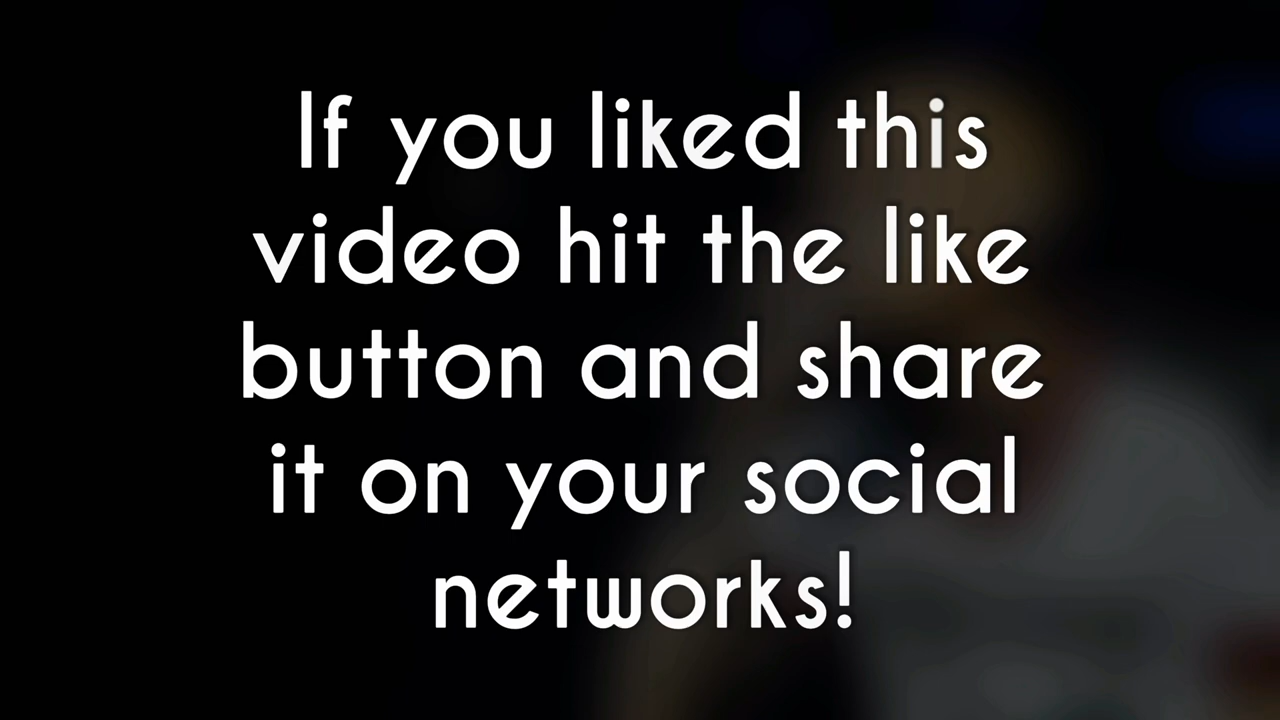 If you liked this
video hit the like
button and share
it on your social
networks!